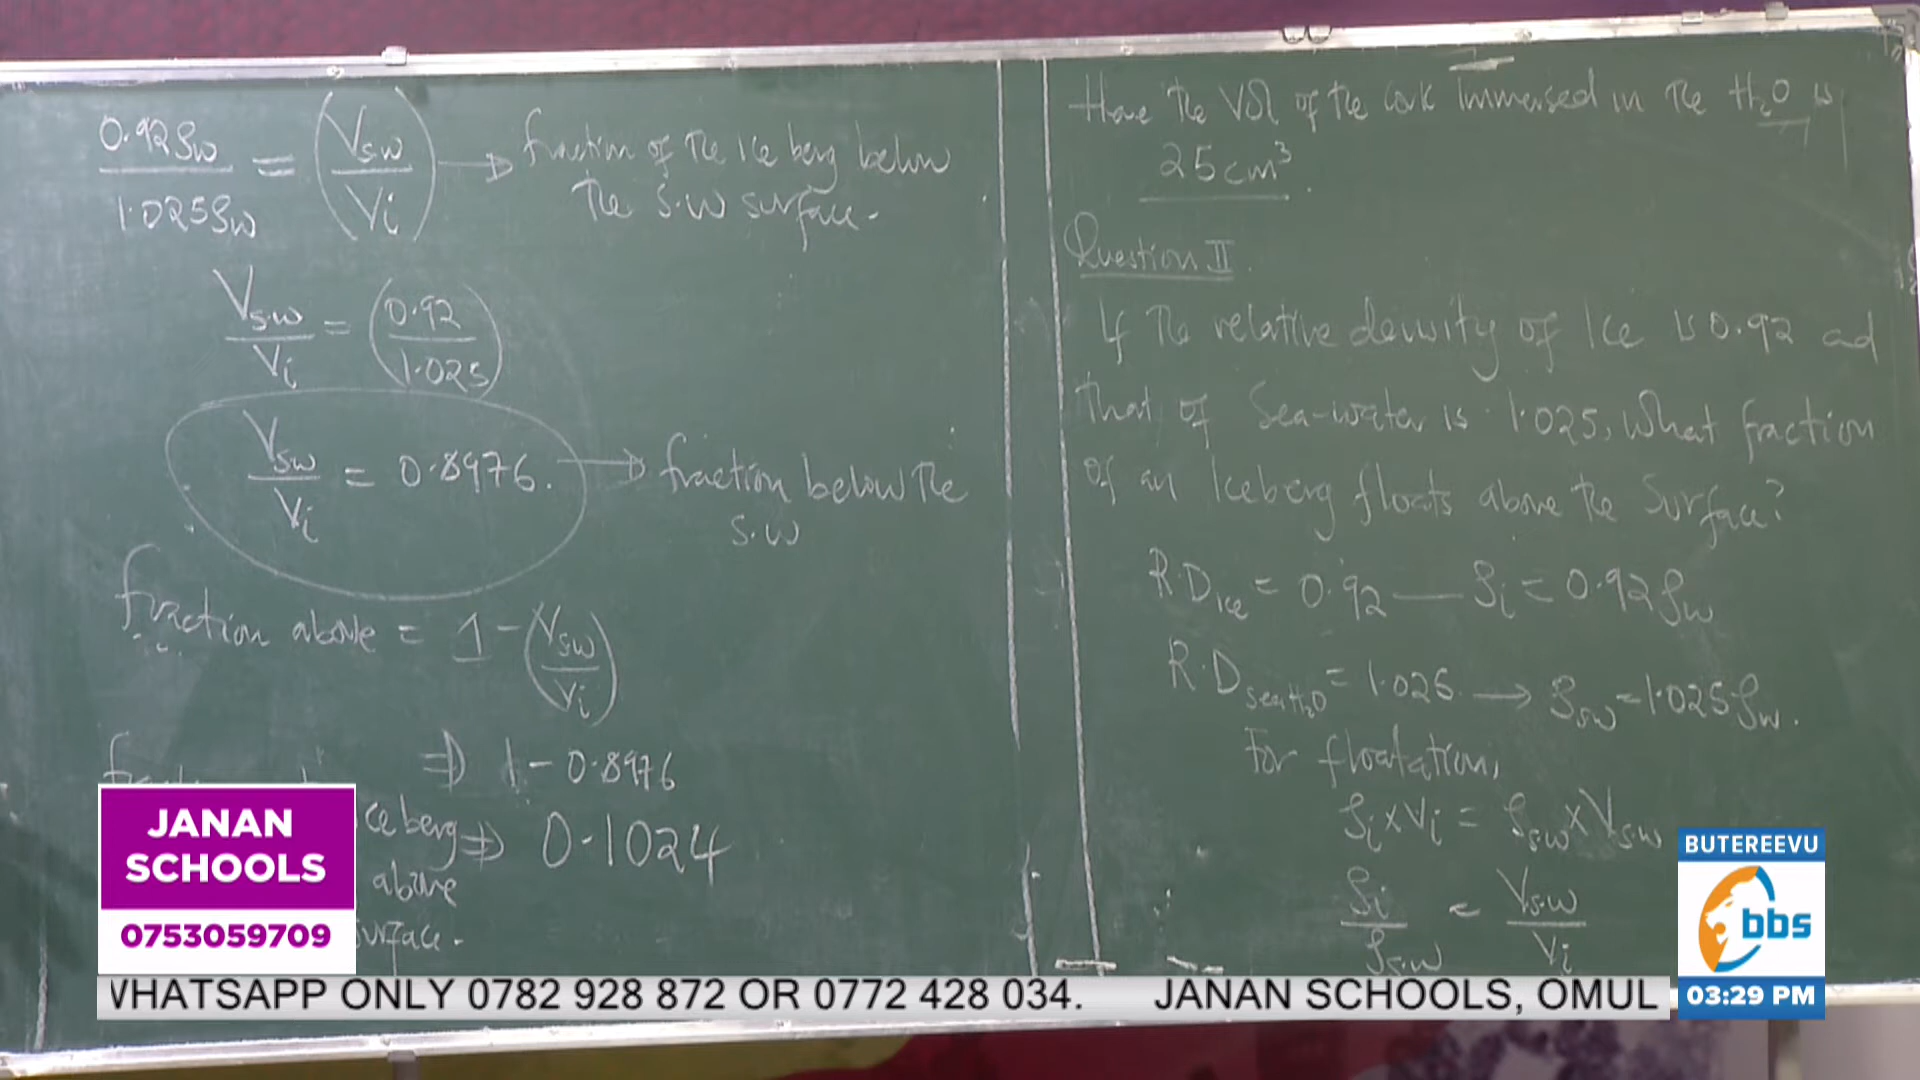 Hence the Vol of the cork immersed in the H₂O is
25cm³.
Question II.
If the relative density of Ice is 0.92 and
that of Sea-water is 1.025, what fraction
of an Iceberg floats above the Surface?
R.D ice = 0.92 — ρi = 0.92ρw
R.D sea H₂O = 1.025 → ρsw = 1.025ρw.
For floatation,
ρi × Vi = ρsw × Vsw
ρi/ρsw = Vsw/Vi
0.92ρw/1.025ρw = (Vsw/Vi) → fraction of the Ice berg below
the S.W surface.
Vsw/Vi = (0.92/1.025)
Vsw/Vi = 0.8976. → fraction below the
S.W
fraction above = 1 - (Vsw/Vi)
⇒ 1 - 0.8976
Iceberg ⇒ 0.1024
above
surface.
JANAN
SCHOOLS
0753059709
BUTEREEVU
bbs
03:29 PM
WHATSAPP ONLY 0782 928 872 OR 0772 428 034. JANAN SCHOOLS, OMUL